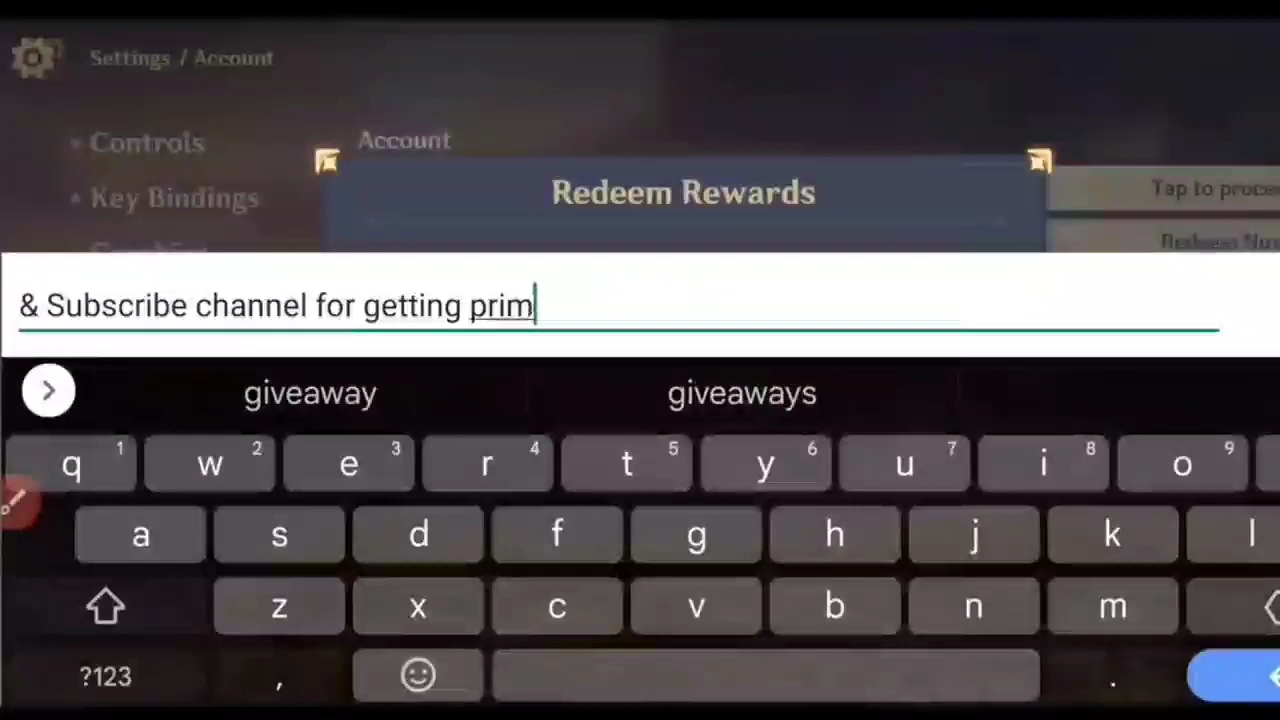 Settings / Account
Controls
Account
Redeem Rewards
Key Bindings
Tap to
& Subscribe channel for getting prim
giveaway
giveaways
q 1 w 2 e 3 r 4 t 5 y 6 u 7 i 8 o 9
a s d f g h j k l
z x c v b n m
?123 , .